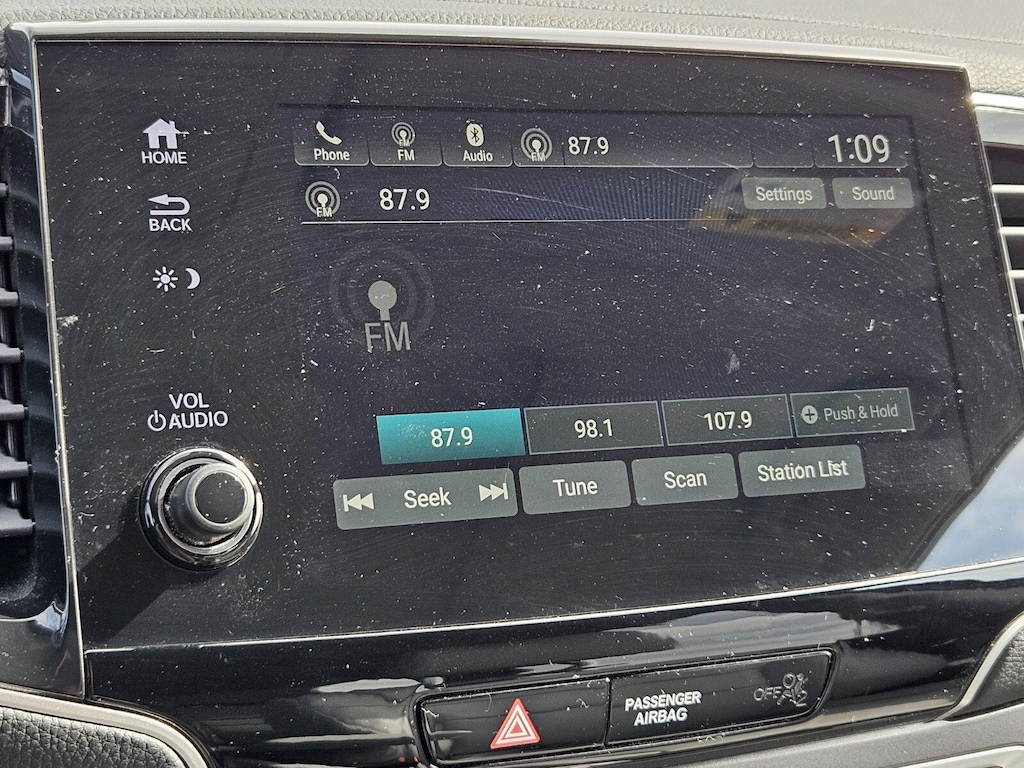 HOME
BACK
VOL
AUDIO
Phone
FM
FM
Audio
FM
87.9
1:09
FM
87.9
Settings
Sound
FM
87.9
98.1
107.9
Push & Hold
Seek
Tune
Scan
Station List
PASSENGER
AIRBAG
OFF